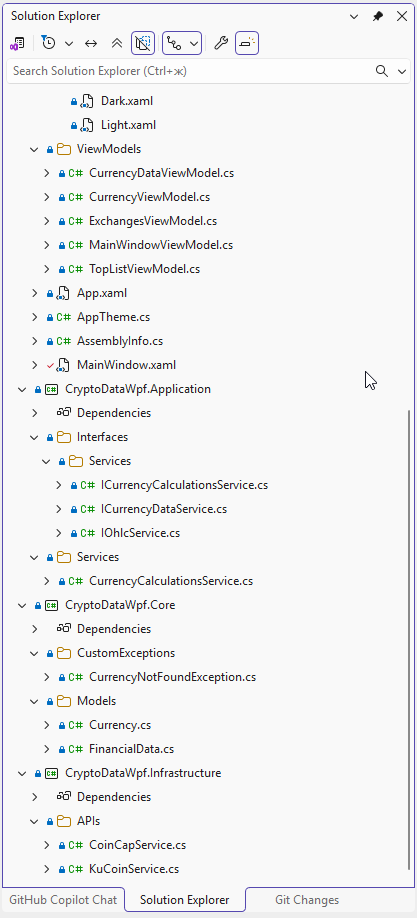 Solution Explorer
Search Solution Explorer (Ctrl+ж)
Dark.xaml
Light.xaml
ViewModels
C# CurrencyDataViewModel.cs
C# CurrencyViewModel.cs
C# ExchangesViewModel.cs
C# MainWindowViewModel.cs
C# TopListViewModel.cs
App.xaml
C# AppTheme.cs
C# AssemblyInfo.cs
MainWindow.xaml
C# CryptoDataWpf.Application
Dependencies
Interfaces
Services
C# ICurrencyCalculationsService.cs
C# ICurrencyDataService.cs
C# IOhlcService.cs
Services
C# CurrencyCalculationsService.cs
C# CryptoDataWpf.Core
Dependencies
CustomExceptions
C# CurrencyNotFoundException.cs
Models
C# Currency.cs
C# FinancialData.cs
C# CryptoDataWpf.Infrastructure
Dependencies
APIs
C# CoinCapService.cs
C# KuCoinService.cs
GitHub Copilot Chat Solution Explorer Git Changes